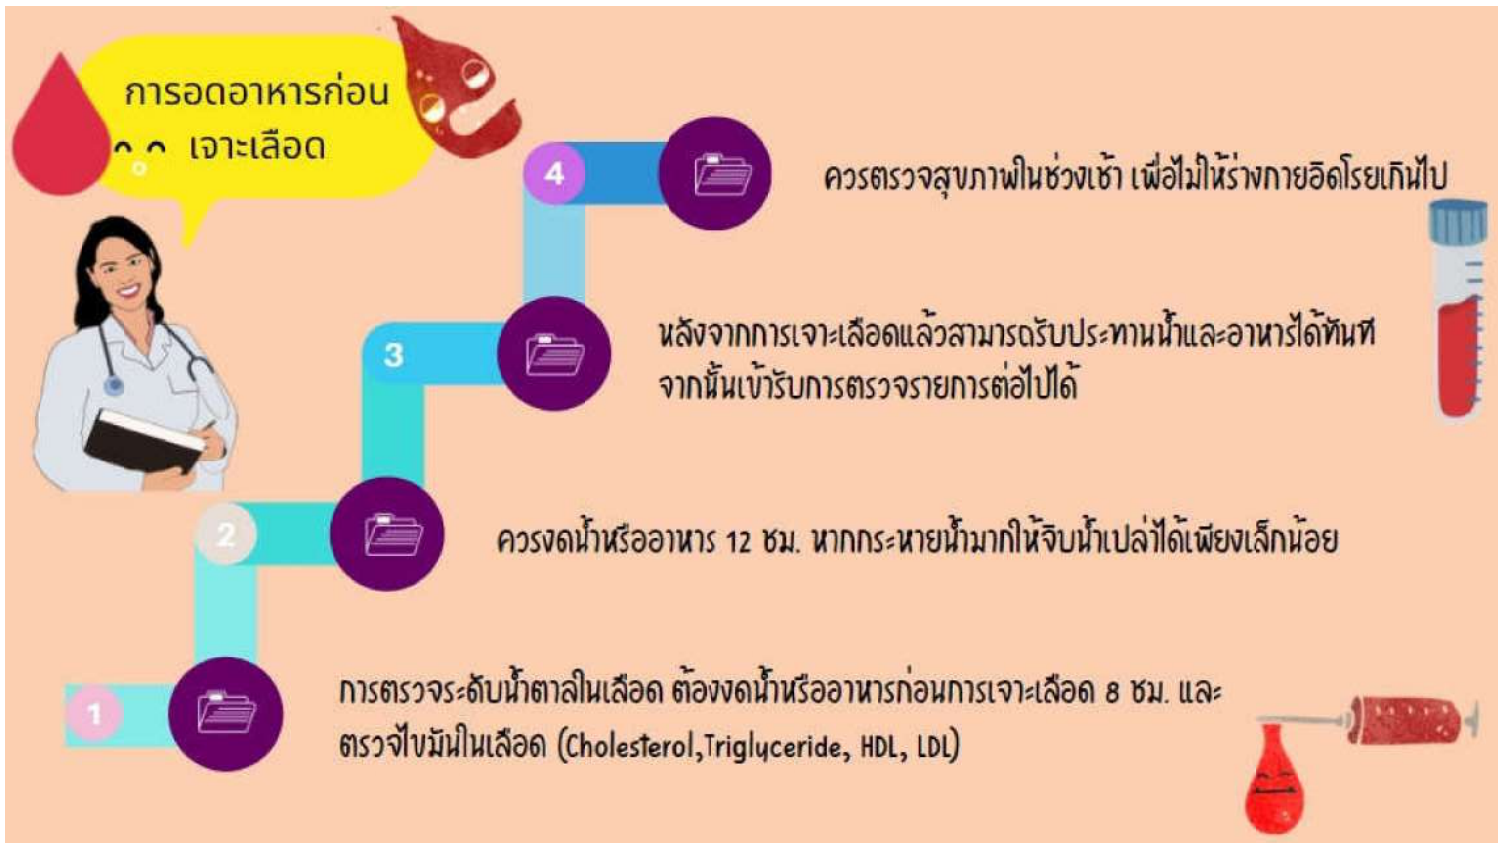 การอดอาหารก่อน
เจาะเลือด
4
ควรตรวจสุขภาพในช่วงเช้า เพื่อไม่ให้ร่างกายอิดโรยเกินไป
3
หลังจากการเจาะเลือดแล้วสามารถรับประทานน้ำและอาหารได้ทันที
จากนั้นเข้ารับการตรวจรายการต่อไปได้
2
ควรงดน้ำหรืออาหาร 12 ชม. หากกระหายน้ำมากให้จิบน้ำเปล่าได้เพียงเล็กน้อย
1
การตรวจระดับน้ำตาลในเลือด ต้องงดน้ำหรืออาหารก่อนการเจาะเลือด 8 ชม. และ
ตรวจไขมันในเลือด (Cholesterol,Triglyceride, HDL, LDL)